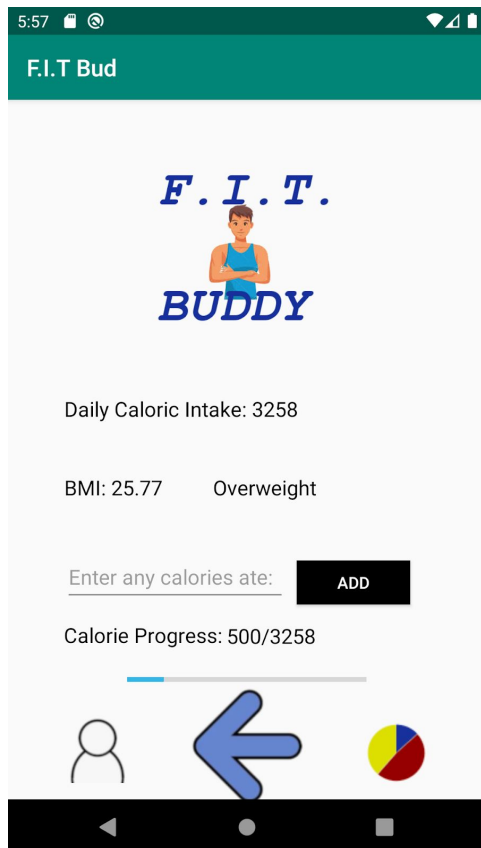 5:57
F.I.T Bud
F.I.T.
BUDDY
Daily Caloric Intake: 3258
BMI: 25.77 Overweight
Enter any calories ate: ADD
Calorie Progress: 500/3258